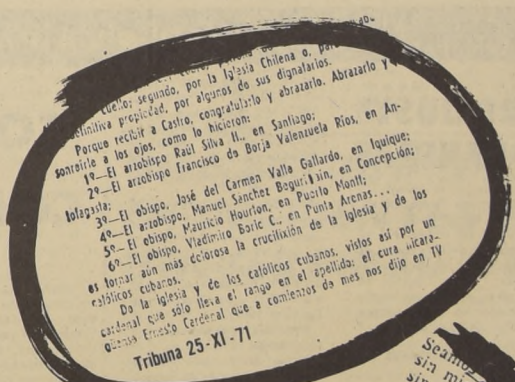 cuello; segundo, por la Iglesia Chilena o, para
definitiva propiedad, por algunos de sus dignatarios.
Porque recibir a Castro, congratularlo y abrazarlo. Abrazarlo y
sonreírle a los ojos, como lo hicieron:
1º—El arzobispo Raúl Silva H., en Santiago;
2º—El arzobispo Francisco de Borja Valenzuela Ríos, en An-
tofagasta;
3º—El obispo, José del Carmen Valle Gallardo, en Iquique;
4º—El arzobispo, Manuel Sánchez Beguiristain, en Concepción;
5º—El obispo, Mauricio Hourton, en Puerto Montt;
6º—El obispo, Vladimiro Boric C., en Punta Arenas...
es tornar aún más dolorosa la crucifixión de la Iglesia y de los
católicos cubanos.
De la Iglesia y de los católicos cubanos, vistos así por un
cardenal que sólo lleva el rango en el apellido: el cura nicara-
güense Ernesto Cardenal que a comienzos de mes nos dijo en TV
Tribuna 25-XI-71
Seamos
sin